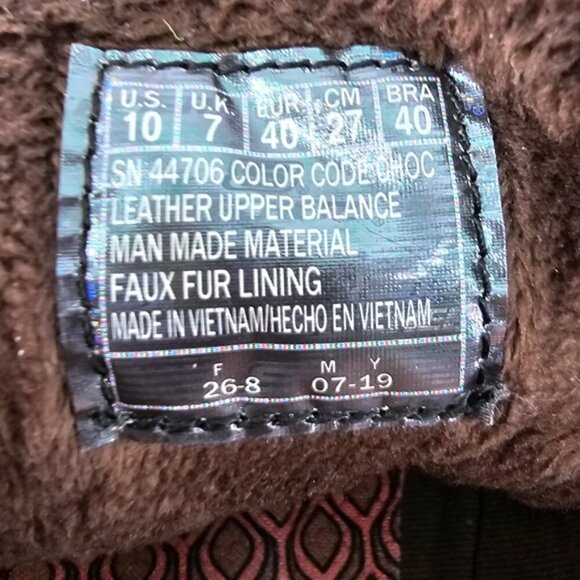 U.S. U.K. EUR CM BRA
10 7 40 27 40
SN 44706 COLOR CODE CHOC
LEATHER UPPER BALANCE
MAN MADE MATERIAL
FAUX FUR LINING
MADE IN VIETNAM/HECHO EN VIETNAM
F M Y
26-8 07-19